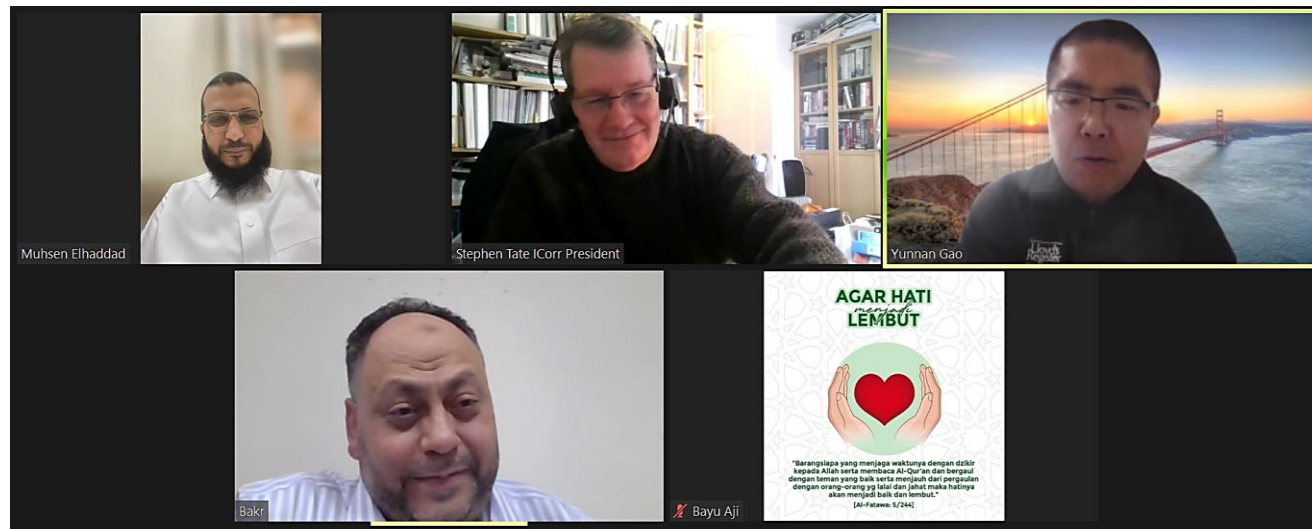 Muhsen Elhaddad
Stephen Tate ICorr President
Lloyd's
Register
Yunnan Gao
Bakr
Bayu Aji
AGAR HATI
menjadi
LEMBUT
"Barangsiapa yang menjaga waktunya dengan dzikir
kepada Allah serta membaca Al-Qur'an dan bergaul
dengan teman yang baik serta menjauh dari pergaulan
dengan orang-orang yg lalai dan jahat maka hatinya
akan menjadi baik dan lembut."
[Al-Fatawa: 5/244]